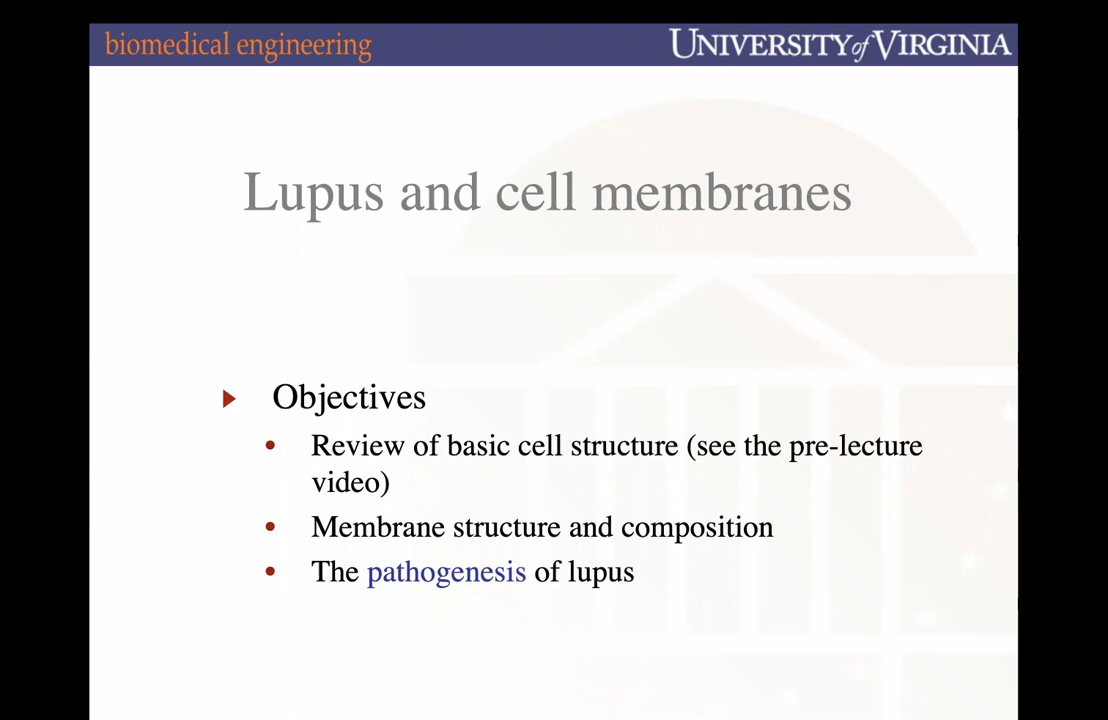 biomedical engineering
UNIVERSITY of VIRGINIA
Lupus and cell membranes
Objectives
• Review of basic cell structure (see the pre-lecture
video)
• Membrane structure and composition
• The pathogenesis of lupus